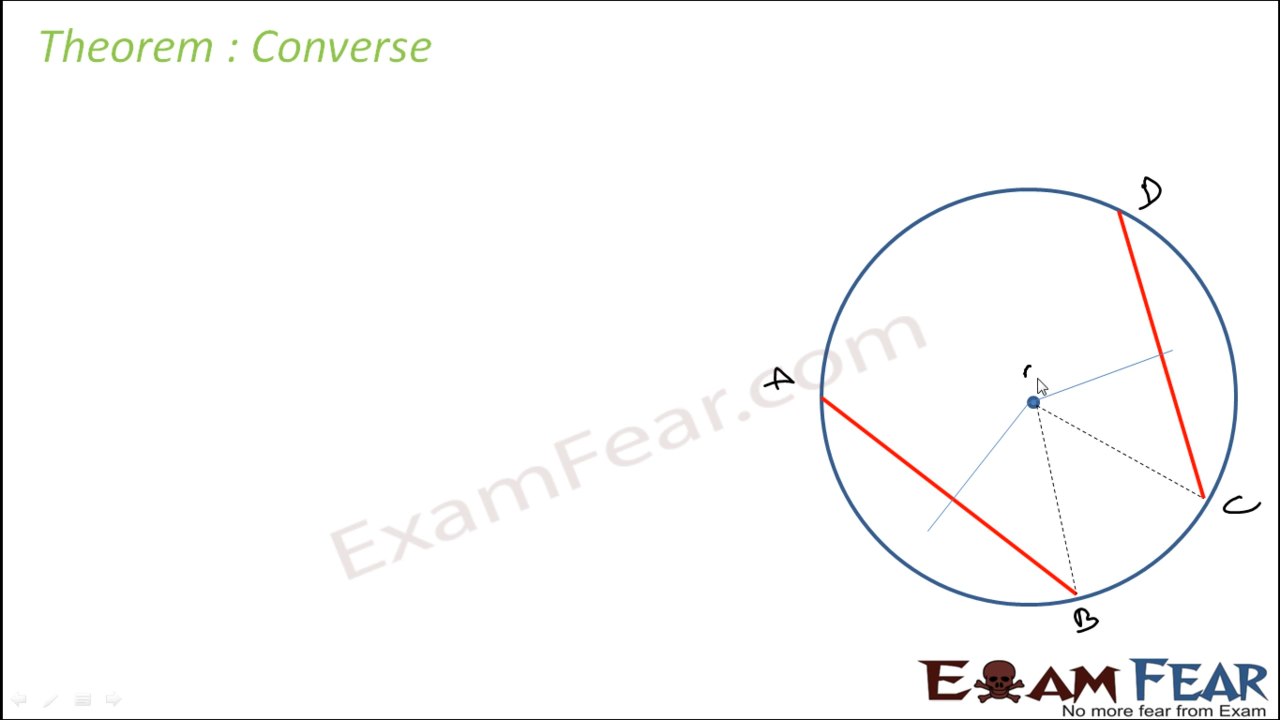 Theorem : Converse
D
A
C
B
ExamFear.com
EXAM FEAR
No more fear from Exam